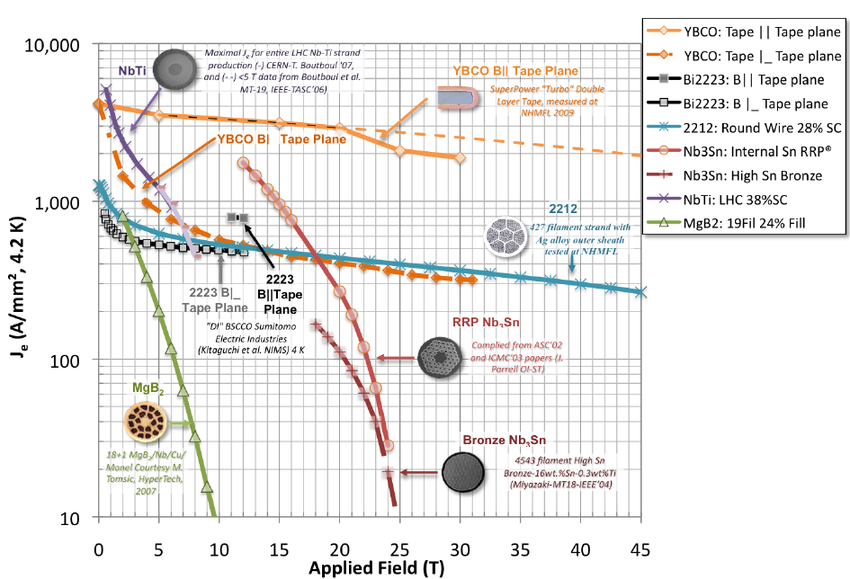 10,000
1,000
100
10
Jₑ (A/mm², 4.2 K)
0
5
10
15
20
25
30
35
40
45
Applied Field (T)
YBCO: Tape || Tape plane
YBCO: Tape |_ Tape plane
Bi2223: B|| Tape plane
Bi2223: B |_ Tape plane
2212: Round Wire 28% SC
Nb3Sn: Internal Sn RRP®
Nb3Sn: High Sn Bronze
NbTi: LHC 38%SC
MgB2: 19Fil 24% Fill
NbTi
Maximal Jₑ for entire LHC Nb-Ti strand
production (-) CERN-T. Boutboul '07,
and (- -) <5 T data from Boutboul et al.
MT-19, IEEE-TASC'06)
YBCO B|| Tape Plane
SuperPower "Turbo" Double
Layer Tape, measured at
NHMFL 2009
YBCO B| Tape Plane
2212
427 filament strand with
Ag alloy outer sheath
tested at NHMFL
2223 B|_
Tape Plane
2223
B||Tape
Plane
"DI" BSCCO Sumitomo
Electric Industries
(Kitaguchi et al. NIMS) 4 K
RRP Nb₃Sn
Complied from ASC'02
and ICMC'03 papers (J.
Parrell OI-ST)
MgB₂
18+1 MgB₂/Nb/Cu/
Monel Courtesy M.
Tomsic, HyperTech,
2007
Bronze Nb₃Sn
4543 filament High Sn
Bronze-16wt.%Sn-0.3wt%Ti
(Miyazaki-MT18-IEEE'04)